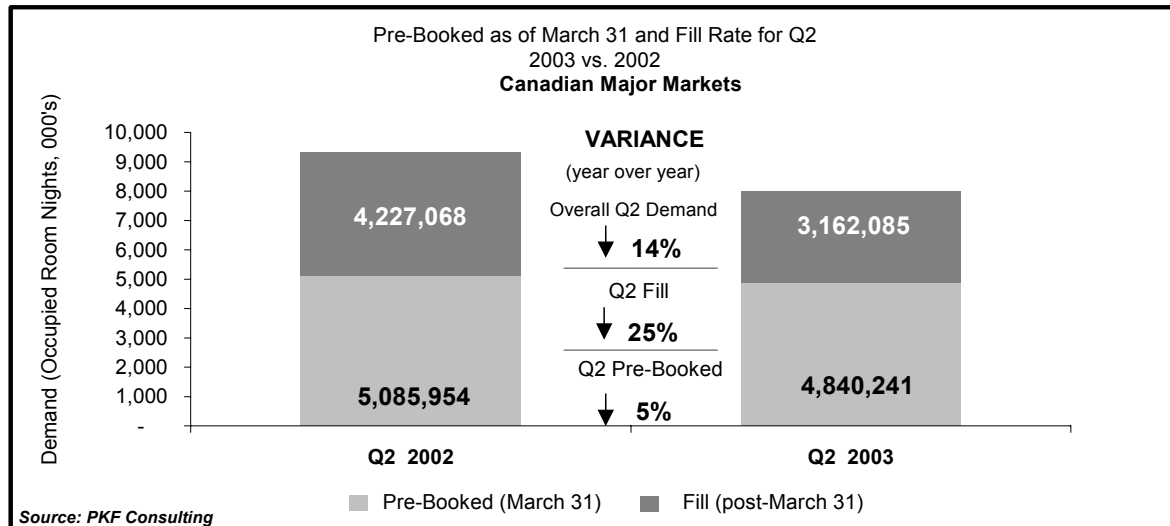 Pre-Booked as of March 31 and Fill Rate for Q2
2003 vs. 2002
Canadian Major Markets
Demand (Occupied Room Nights, 000's)
10,000
9,000
8,000
7,000
6,000
5,000
4,000
3,000
2,000
1,000
-
4,227,068
5,085,954
VARIANCE
(year over year)
Overall Q2 Demand
14%
Q2 Fill
25%
Q2 Pre-Booked
5%
3,162,085
4,840,241
Q2 2002
Q2 2003
Pre-Booked (March 31)
Fill (post-March 31)
Source: PKF Consulting